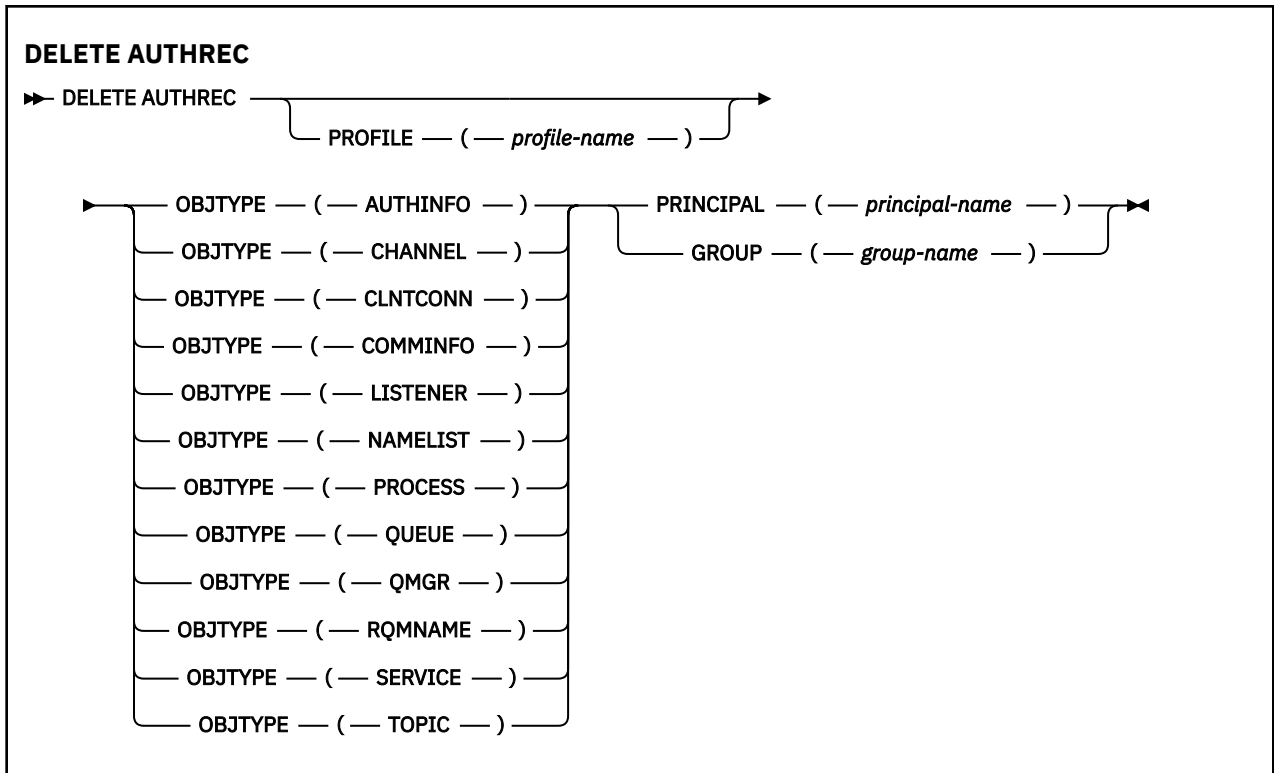 DELETE AUTHREC
DELETE AUTHREC
PROFILE ( profile-name )
OBJTYPE ( AUTHINFO ) PRINCIPAL ( principal-name )
OBJTYPE ( CHANNEL ) GROUP ( group-name )
OBJTYPE ( CLNTCONN )
OBJTYPE ( COMMINFO )
OBJTYPE ( LISTENER )
OBJTYPE ( NAMELIST )
OBJTYPE ( PROCESS )
OBJTYPE ( QUEUE )
OBJTYPE ( QMGR )
OBJTYPE ( RQMNAME )
OBJTYPE ( SERVICE )
OBJTYPE ( TOPIC )